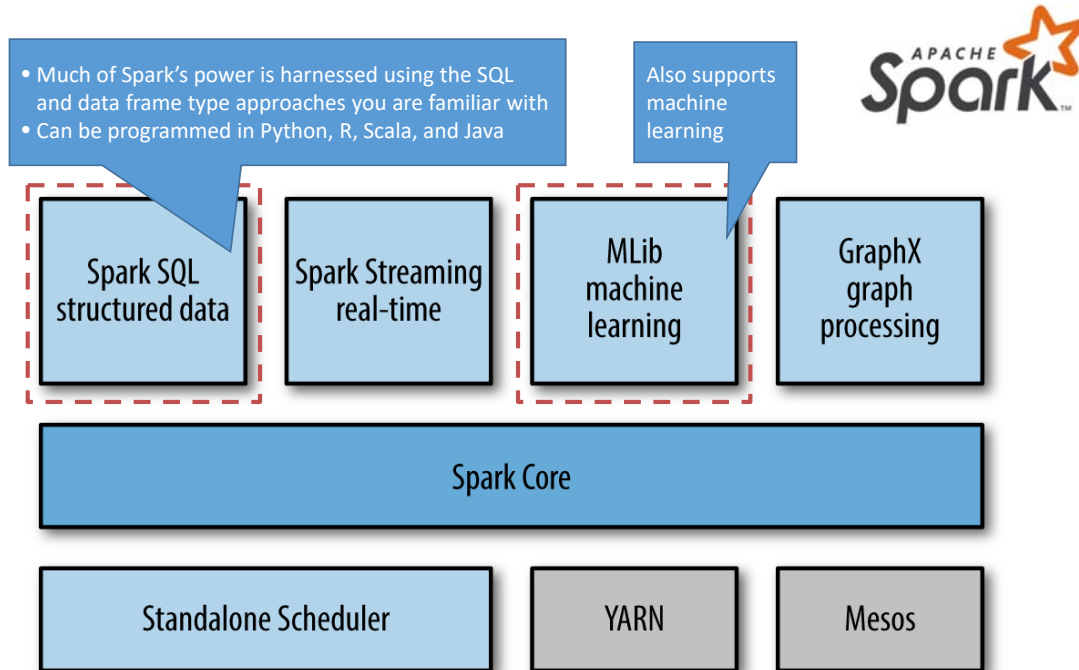 APACHE
Spark™
• Much of Spark's power is harnessed using the SQL
and data frame type approaches you are familiar with
• Can be programmed in Python, R, Scala, and Java
Also supports
machine
learning
Spark SQL
structured data
Spark Streaming
real-time
MLib
machine
learning
GraphX
graph
processing
Spark Core
Standalone Scheduler
YARN
Mesos